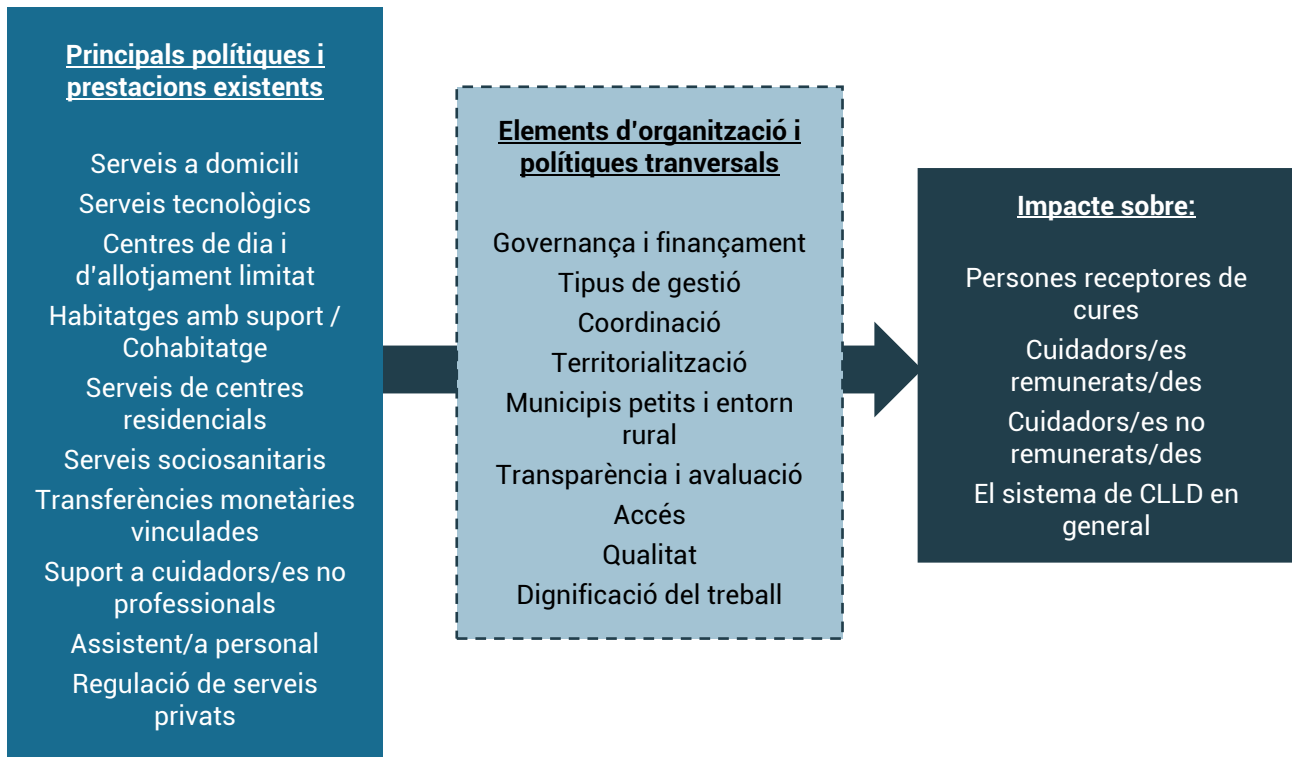 Principals polítiques i
prestacions existents
Serveis a domicili
Serveis tecnològics
Centres de dia i
d'allotjament limitat
Habitatges amb suport /
Cohabitatge
Serveis de centres
residencials
Serveis sociosanitaris
Transferències monetàries
vinculades
Suport a cuidadors/es no
professionals
Assistent/a personal
Regulació de serveis
privats
Elements d'organització i
polítiques tranversals
Governança i finançament
Tipus de gestió
Coordinació
Territorialització
Municipis petits i entorn
rural
Transparència i avaluació
Accés
Qualitat
Dignificació del treball
Impacte sobre:
Persones receptores de
cures
Cuidadors/es
remunerats/des
Cuidadors/es no
remunerats/des
El sistema de CLLD en
general